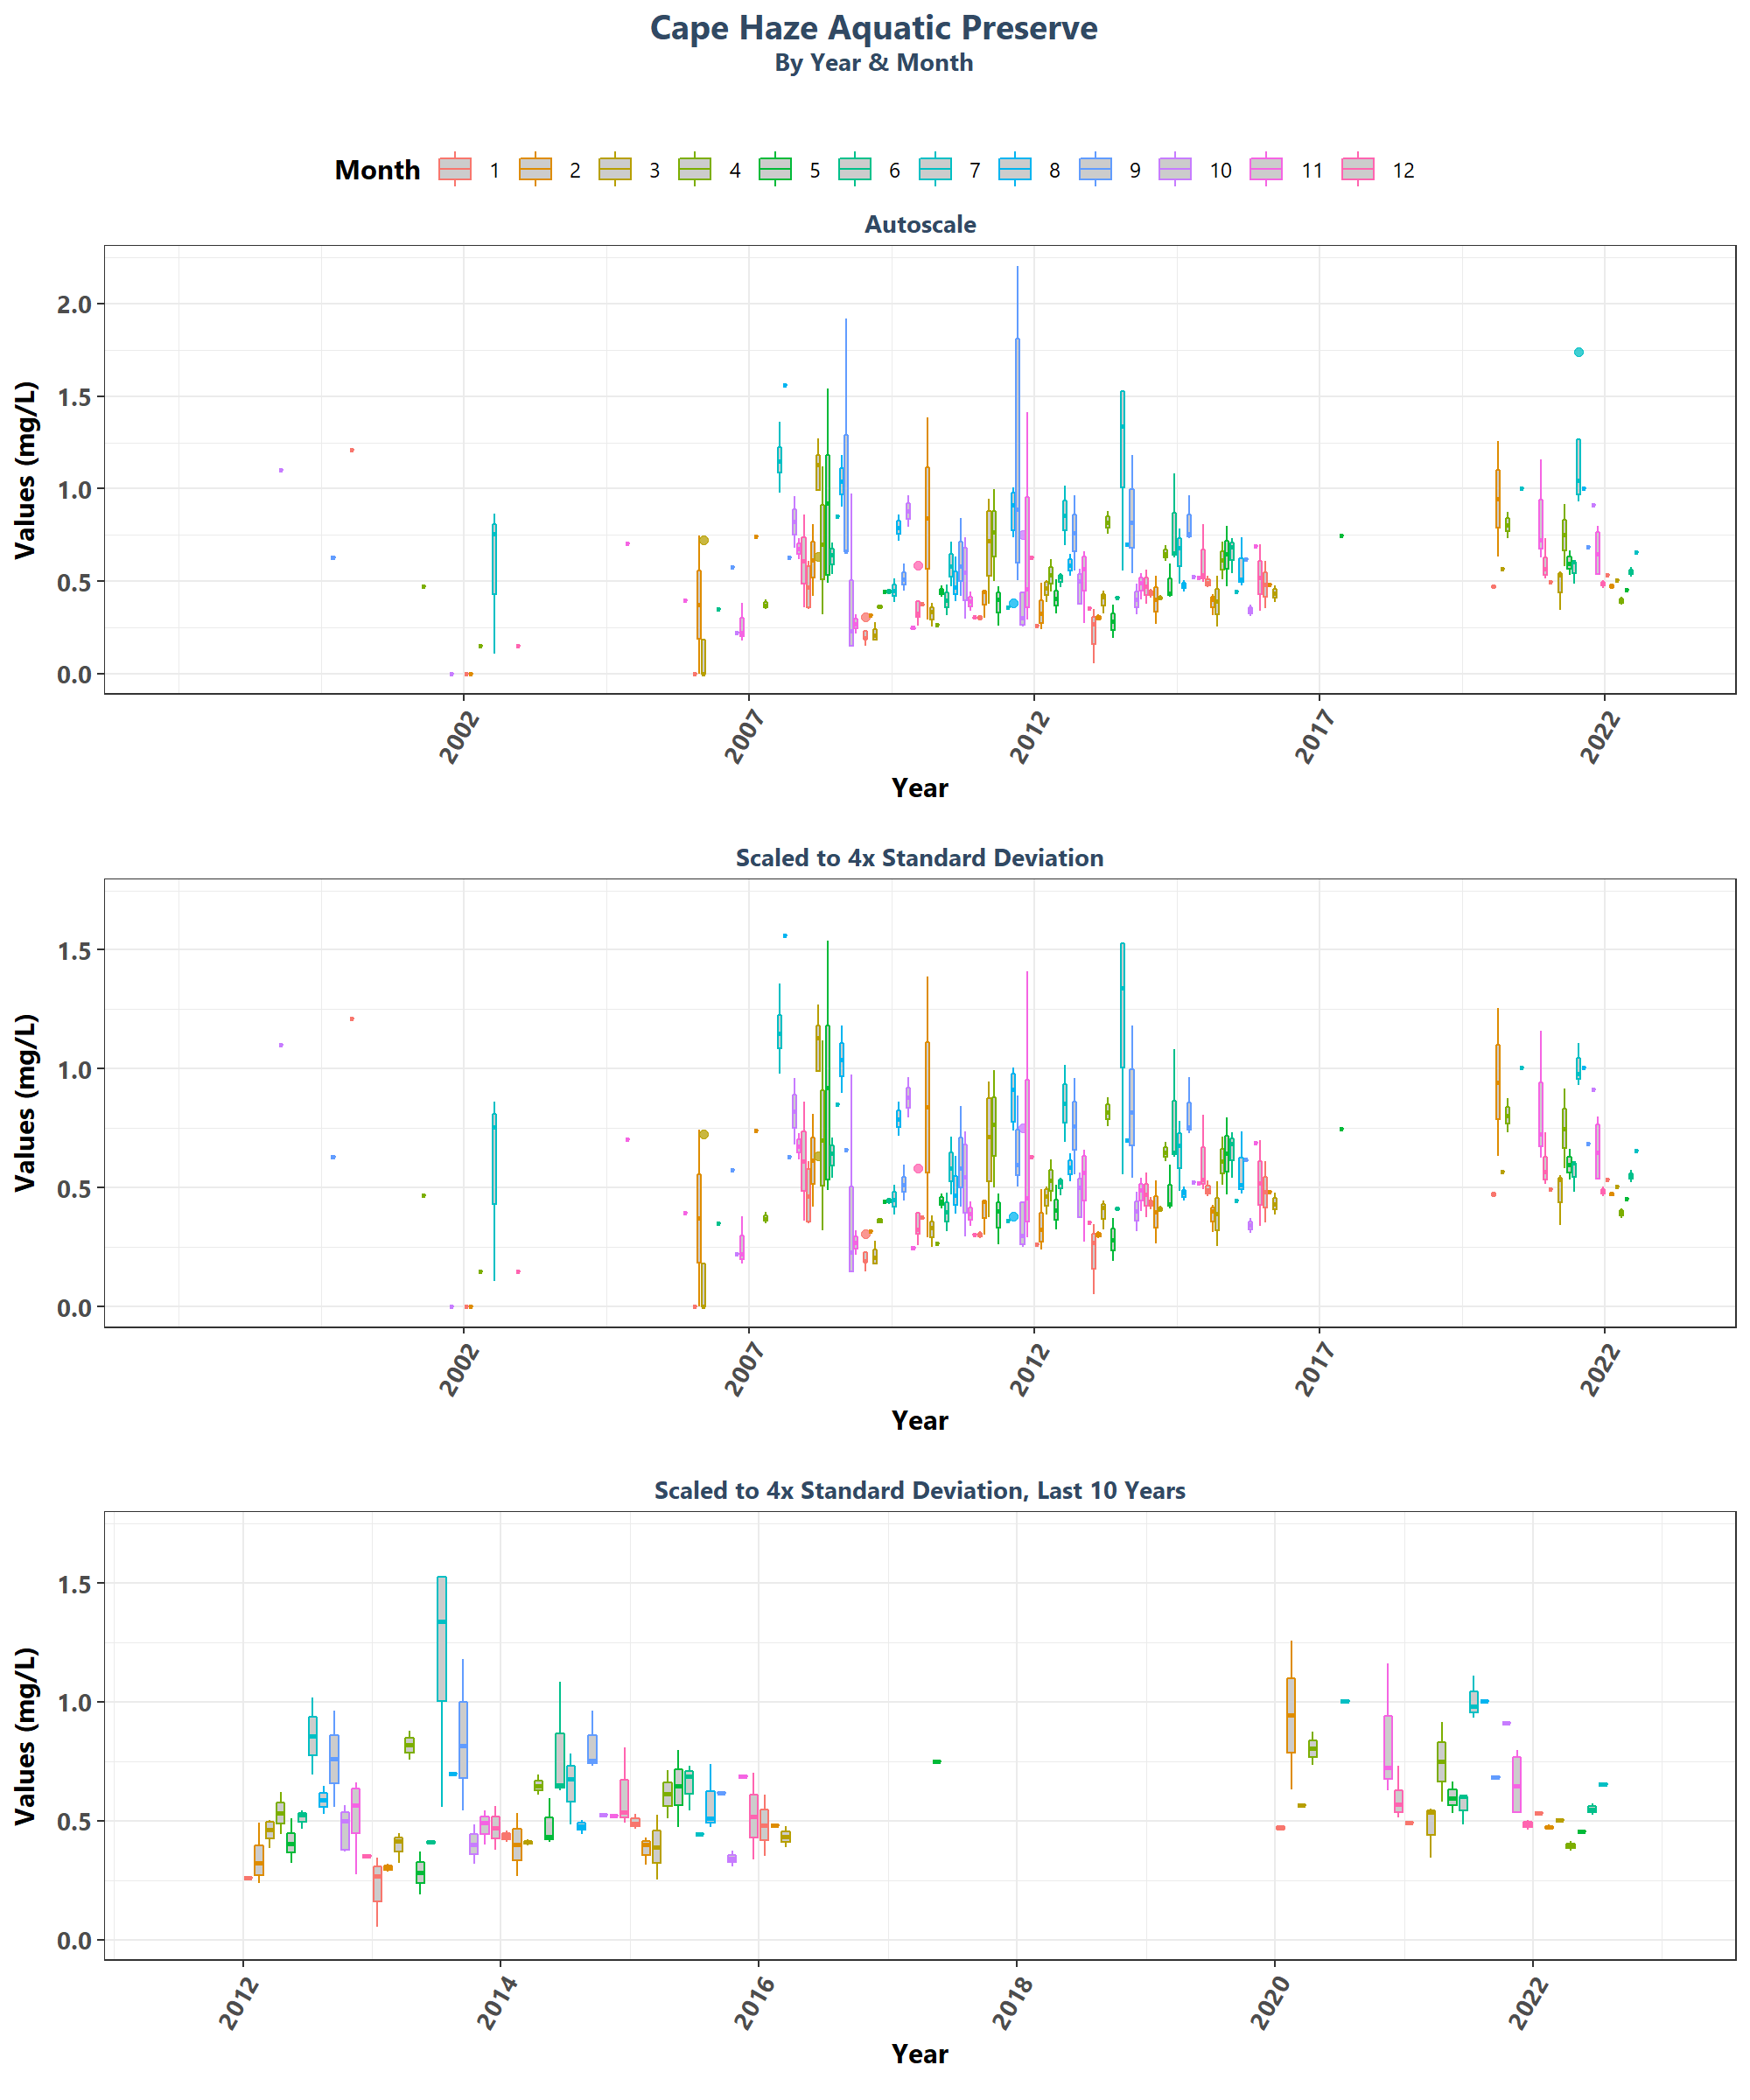 Cape Haze Aquatic Preserve
By Year & Month
Month 1 2 3 4 5 6 7 8 9 10 11 12
Autoscale
Values (mg/L)
2.0
1.5
1.0
0.5
0.0
2002 2007 2012 2017 2022
Year
Scaled to 4x Standard Deviation
Values (mg/L)
1.5
1.0
0.5
0.0
2002 2007 2012 2017 2022
Year
Scaled to 4x Standard Deviation, Last 10 Years
Values (mg/L)
1.5
1.0
0.5
0.0
2012 2014 2016 2018 2020 2022
Year